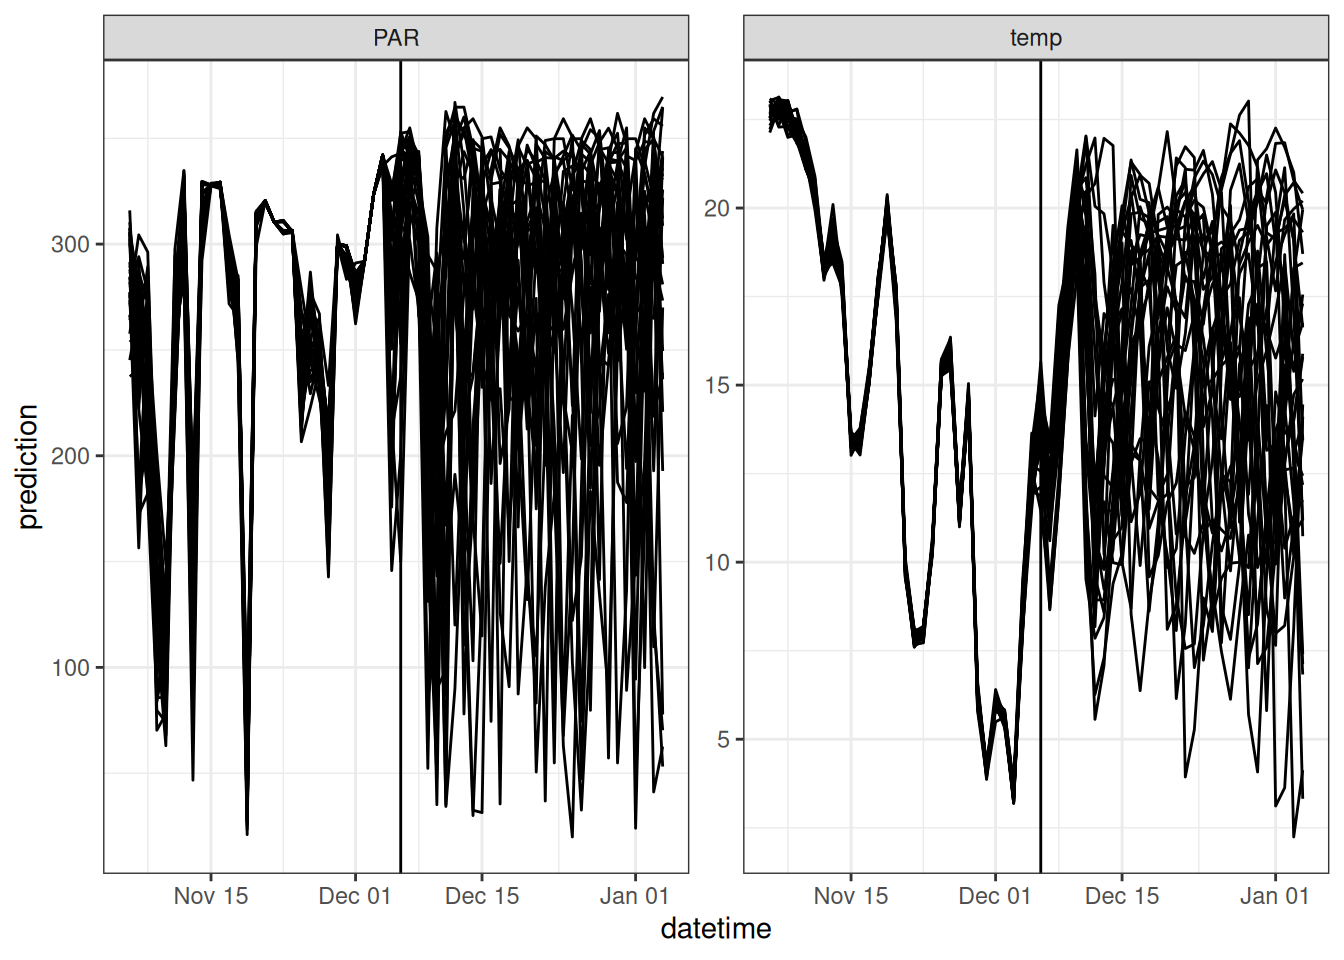 PAR
temp
prediction
300
200
100
20
15
10
5
Nov 15
Dec 01
Dec 15
Jan 01
Nov 15
Dec 01
Dec 15
Jan 01
datetime